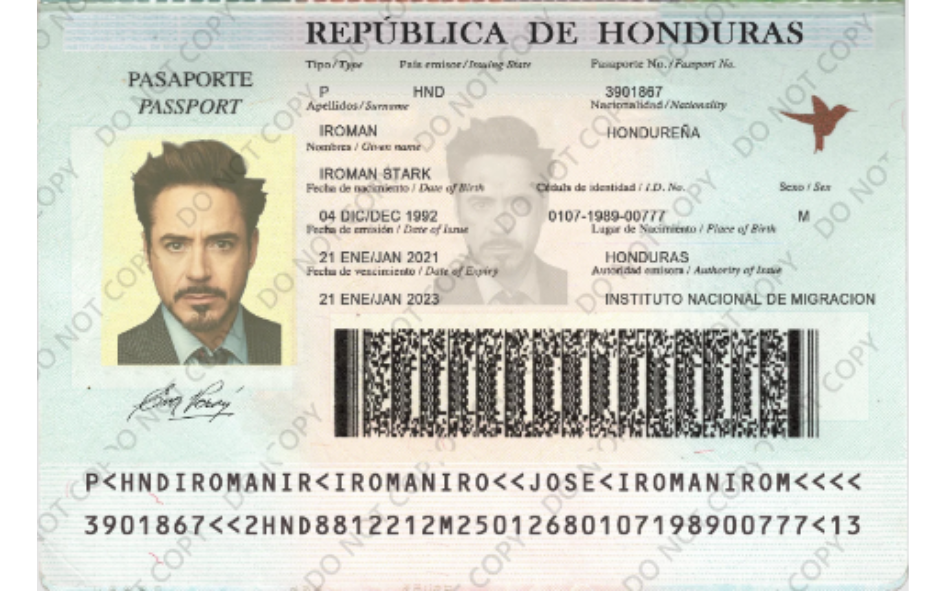 REPÚBLICA DE HONDURAS
PASAPORTE
PASSPORT
Tipo / Type País emisor / Issuing State Pasaporte No. / Passport No.
P HND 3901867
Apellidos / Surname Nacionalidad / Nationality
IROMAN HONDUREÑA
Nombres / Given name
IROMAN STARK
Fecha de nacimiento / Date of Birth Cédula de identidad / I.D. No. Sexo / Sex
04 DIC/DEC 1992 0107-1989-00777 M
Fecha de emisión / Date of Issue Lugar de Nacimiento / Place of Birth
21 ENE/JAN 2021 HONDURAS
Fecha de vencimiento / Date of Expiry Autoridad emisora / Authority of Issue
21 ENE/JAN 2023 INSTITUTO NACIONAL DE MIGRACION
P<HNDIROMANIR<IROMANIRO<<JOSE<IROMANIROM<<<<
3901867<<2HND8812212M25012680107198900777<13
DO NOT COPY